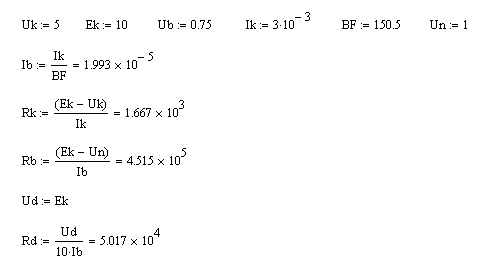 Uk := 5 Ek := 10 Ub := 0.75 Ik := 3·10^-3 BF := 150.5 Un := 1
Ib := Ik/BF = 1.993 × 10^-5
Rk := (Ek − Uk)/Ik = 1.667 × 10^3
Rb := (Ek − Un)/Ib = 4.515 × 10^5
Ud := Ek
Rd := Ud/10·Ib = 5.017 × 10^4